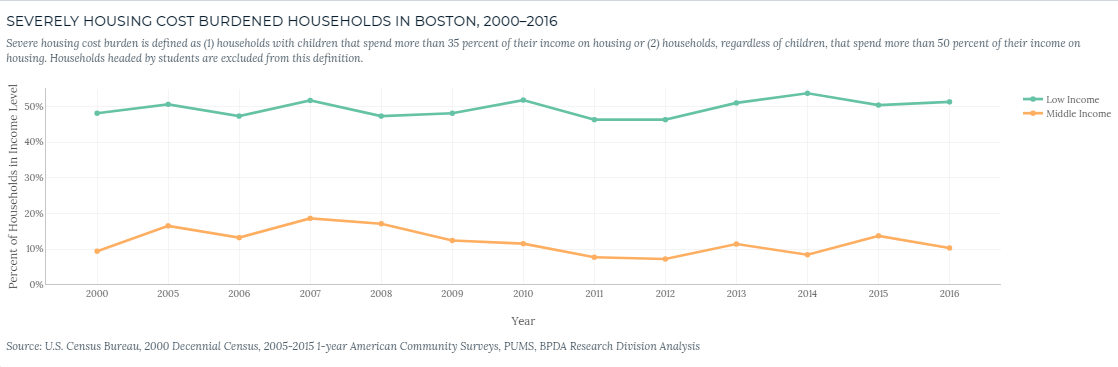 SEVERELY HOUSING COST BURDENED HOUSEHOLDS IN BOSTON, 2000–2016
Severe housing cost burden is defined as (1) households with children that spend more than 35 percent of their income on housing or (2) households, regardless of children, that spend more than 50 percent of their income on
housing. Households headed by students are excluded from this definition.
Percent of Households in Income Level
50%
40%
30%
20%
10%
0%
Low Income
Middle Income
2000 2005 2006 2007 2008 2009 2010 2011 2012 2013 2014 2015 2016
Year
Source: U.S. Census Bureau, 2000 Decennial Census, 2005-2015 1-year American Community Surveys, PUMS, BPDA Research Division Analysis